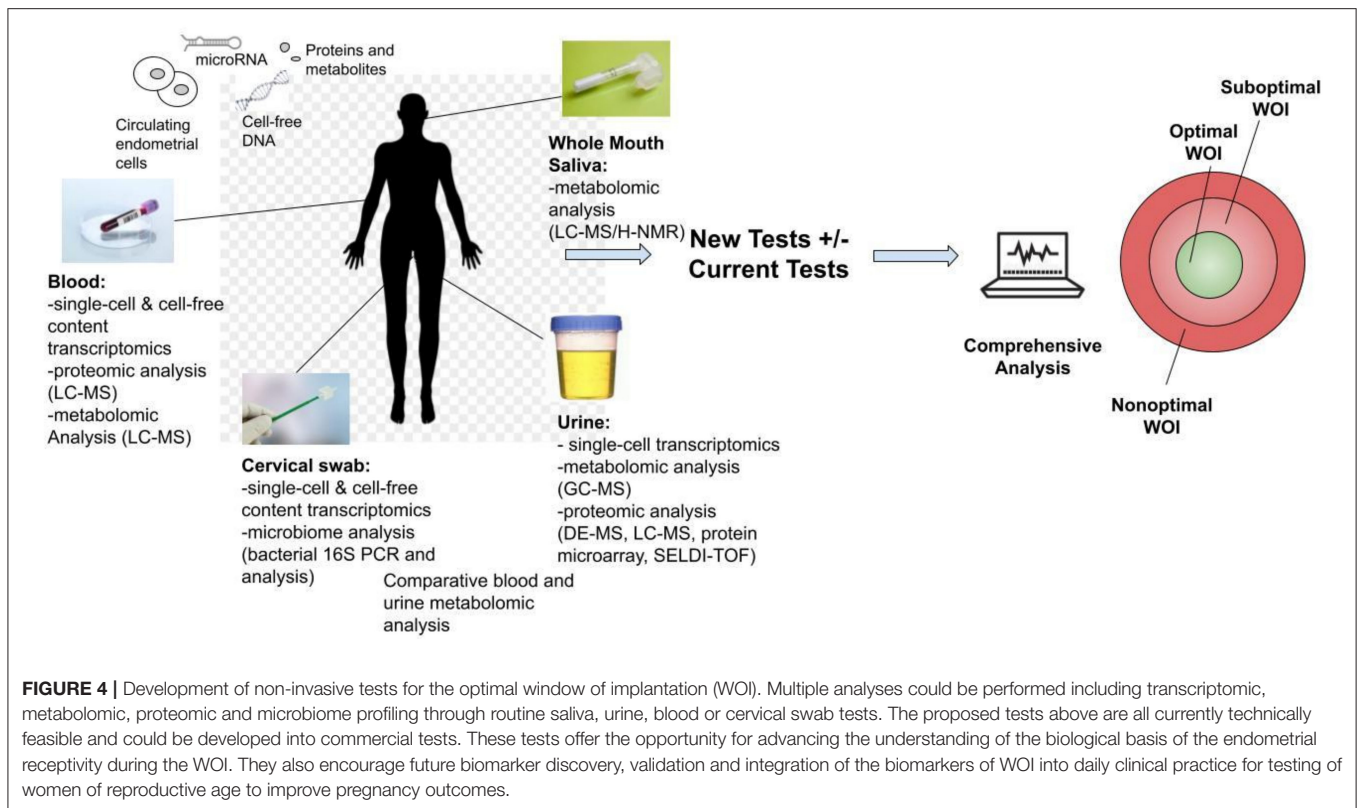 microRNA
Proteins and
metabolites
Circulating
endometrial
cells
Cell-free
DNA
Blood:
-single-cell & cell-free
content
transcriptomics
-proteomic analysis
(LC-MS)
-metabolomic
Analysis (LC-MS)
Cervical swab:
-single-cell & cell-free
content transcriptomics
-microbiome analysis
(bacterial 16S PCR and
analysis)
Comparative blood and
urine metabolomic
analysis
Whole Mouth
Saliva:
-metabolomic
analysis
(LC-MS/H-NMR)
Urine:
- single-cell transcriptomics
-metabolomic analysis
(GC-MS)
-proteomic analysis
(DE-MS, LC-MS, protein
microarray, SELDI-TOF)
New Tests +/-
Current Tests
Comprehensive
Analysis
Suboptimal
WOI
Optimal
WOI
Nonoptimal
WOI
FIGURE 4 | Development of non-invasive tests for the optimal window of implantation (WOI). Multiple analyses could be performed including transcriptomic,
metabolomic, proteomic and microbiome profiling through routine saliva, urine, blood or cervical swab tests. The proposed tests above are all currently technically
feasible and could be developed into commercial tests. These tests offer the opportunity for advancing the understanding of the biological basis of the endometrial
receptivity during the WOI. They also encourage future biomarker discovery, validation and integration of the biomarkers of WOI into daily clinical practice for testing of
women of reproductive age to improve pregnancy outcomes.